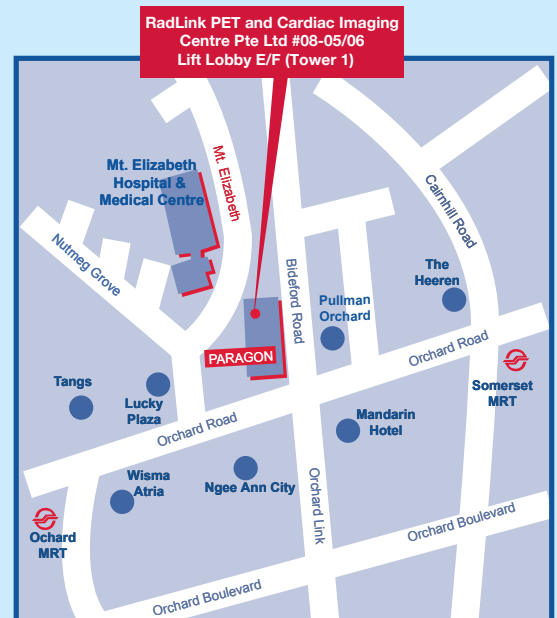 RadLink PET and Cardiac Imaging
Centre Pte Ltd #08-05/06
Lift Lobby E/F (Tower 1)
Mt. Elizabeth
Hospital &
Medical Centre
Mt. Elizabeth
Cairnhill Road
Nutmeg Grove
Bideford Road
The
Heeren
Pullman
Orchard
PARAGON
Orchard Road
Tangs
Lucky
Plaza
Somerset
MRT
Orchard Road
Mandarin
Hotel
Wisma
Atria
Ngee Ann City
Orchard Link
Ochard
MRT
Orchard Boulevard
Orchard Boulevard